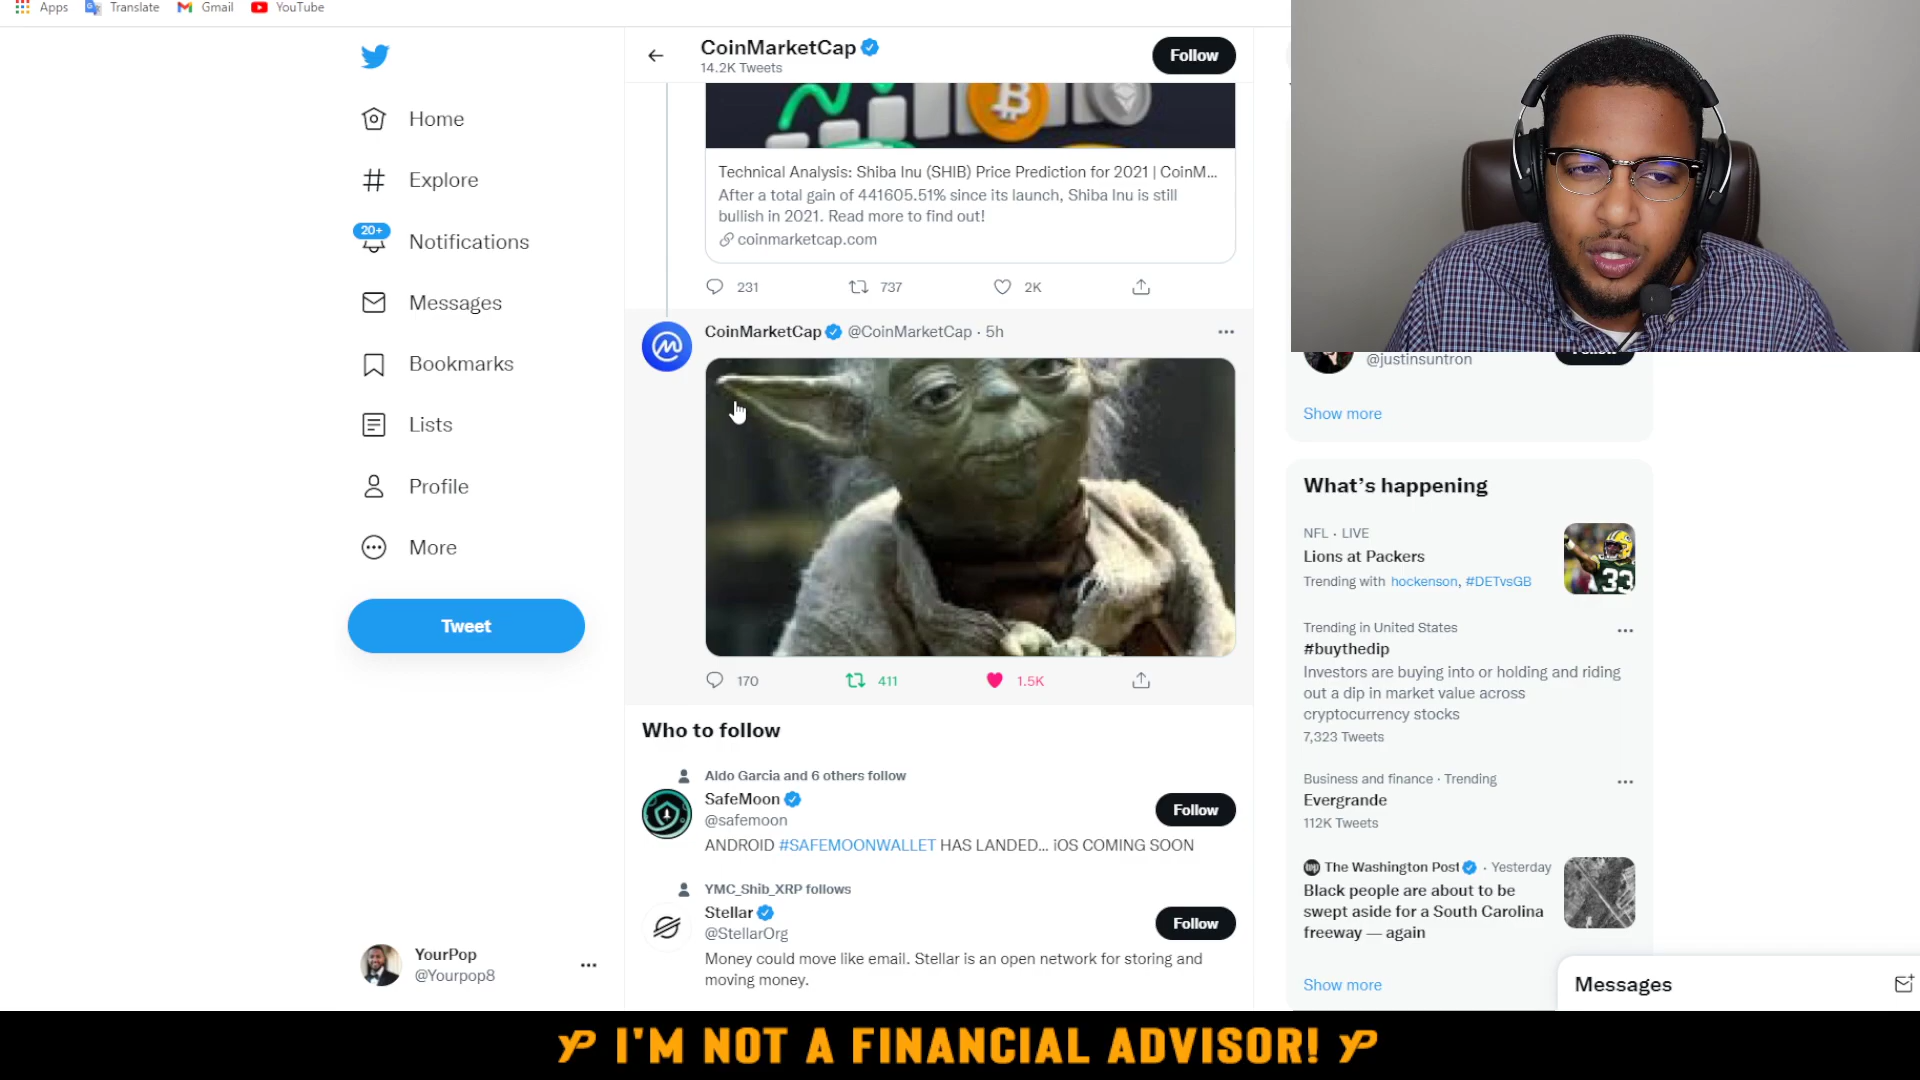 Apps
Translate
Gmail
YouTube
CoinMarketCap
14.2K Tweets
Follow
Home
Explore
20+
Notifications
Messages
Bookmarks
Lists
Profile
More
Tweet
YourPop
@Yourpop8
Technical Analysis: Shiba Inu (SHIB) Price Prediction for 2021 | CoinM...
After a total gain of 441605.51% since its launch, Shiba Inu is still
bullish in 2021. Read more to find out!
coinmarketcap.com
231 737 2K
CoinMarketCap @CoinMarketCap · 5h
170 411 1.5K
Who to follow
Aldo Garcia and 6 others follow
SafeMoon
@safemoon
Follow
ANDROID #SAFEMOONWALLET HAS LANDED... iOS COMING SOON
YMC_Shib_XRP follows
Stellar
@StellarOrg
Follow
Money could move like email. Stellar is an open network for storing and
moving money.
@justinsuntron
Show more
What's happening
NFL · LIVE
Lions at Packers
Trending with hockenson, #DETvsGB
33
Trending in United States
#buythedip
Investors are buying into or holding and riding
out a dip in market value across
cryptocurrency stocks
7,323 Tweets
Business and finance · Trending
Evergrande
112K Tweets
The Washington Post · Yesterday
Black people are about to be
swept aside for a South Carolina
freeway — again
Show more
Messages
YP I'M NOT A FINANCIAL ADVISOR! YP